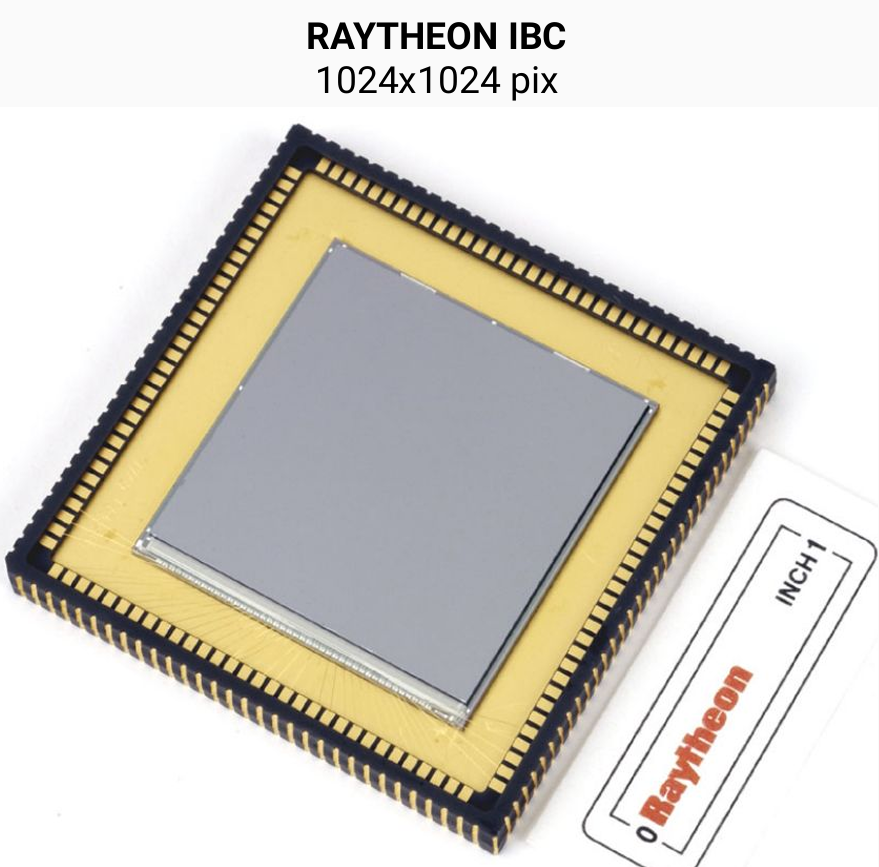 RAYTHEON IBC
1024x1024 pix
INCH 1
Raytheon
0